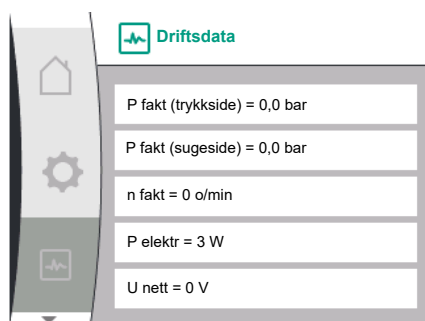 Driftsdata
P fakt (trykkside) = 0,0 bar
P fakt (sugeside) = 0,0 bar
n fakt = 0 o/min
P elektr = 3 W
U nett = 0 V